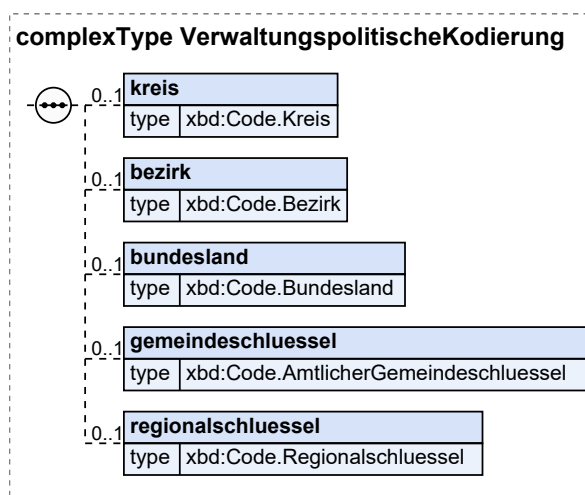 complexType VerwaltungspolitischeKodierung
0..1 kreis
type xbd:Code.Kreis
0..1 bezirk
type xbd:Code.Bezirk
0..1 bundesland
type xbd:Code.Bundesland
0..1 gemeindeschluessel
type xbd:Code.AmtlicherGemeindeschluessel
0..1 regionalschluessel
type xbd:Code.Regionalschluessel